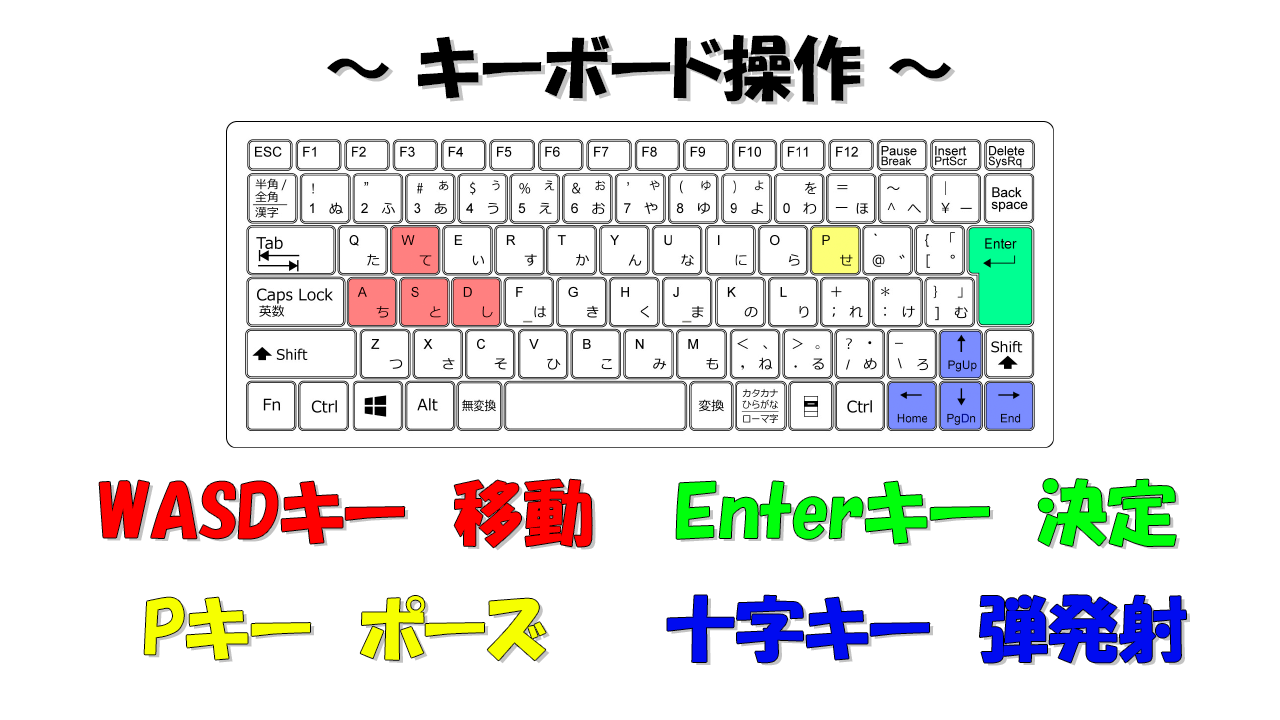 ～ キーボード操作 ～
ESC F1 F2 F3 F4 F5 F6 F7 F8 F9 F10 F11 F12 Pause Break Insert PrtScr Delete SysRq
半角/全角 漢字 ! 1 ぬ " 2 ふ # ぁ 3 あ $ ぅ 4 う % ぇ 5 え & ぉ 6 お ' ゃ 7 や ( ゅ 8 ゆ ) ょ 9 よ を 0 わ = ー ほ ～ ^ へ | ￥ ー Back space
Tab Q た W て E い R す T か Y ん U な I に O ら P せ ` @ ゛ { 「 [ ゜ Enter
Caps Lock 英数 A ち S と D し F は G き H く J ま K の L り + ; れ * : け } 」 ] む
Shift Z つ X さ C そ V ひ B こ N み M も < 、 , ね > 。 . る ? ・ / め _ \ ろ ↑ PgUp Shift
Fn Ctrl Alt 無変換 変換 カタカナ ひらがな ローマ字 Ctrl ← Home ↓ PgDn → End
WASDキー 移動 Enterキー 決定
Pキー ポーズ 十字キー 弾発射